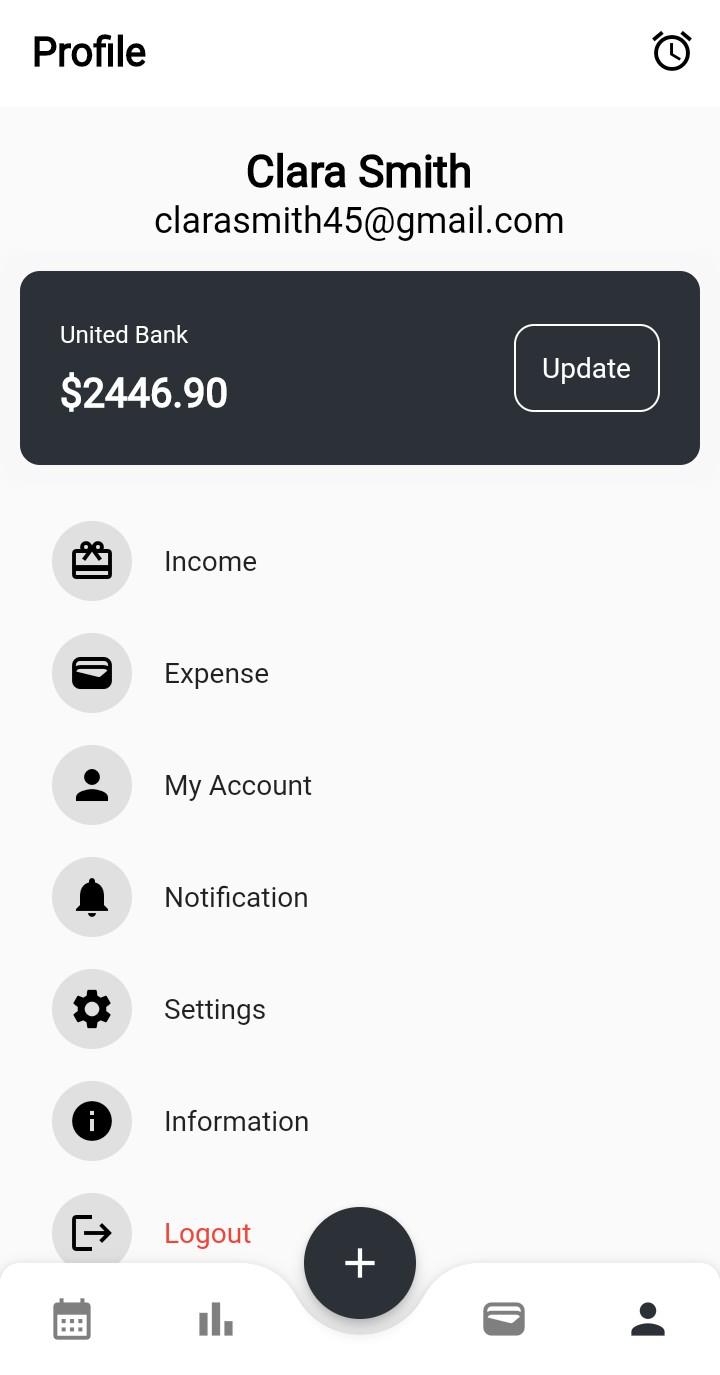 Profile
Clara Smith
clarasmith45@gmail.com
United Bank
$2446.90
Update
Income
Expense
My Account
Notification
Settings
Information
Logout